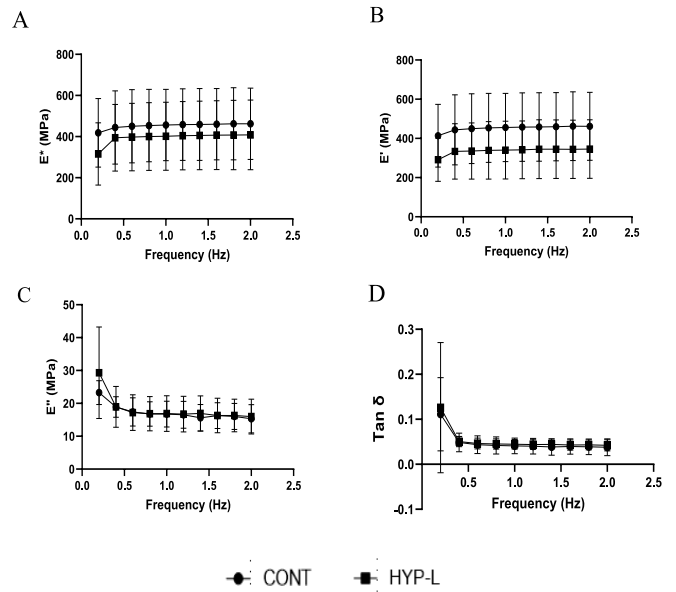 A
B
800
600
400
200
0
E* (MPa)
0.0 0.5 1.0 1.5 2.0 2.5
Frequency (Hz)
800
600
400
200
0
E' (MPa)
0.0 0.5 1.0 1.5 2.0 2.5
Frequency (Hz)
C
D
50
40
30
20
10
0
E'' (MPa)
0.0 0.5 1.0 1.5 2.0 2.5
Frequency (Hz)
0.3
0.2
0.1
0.0
-0.1
Tan δ
0.5 1.0 1.5 2.0 2.5
Frequency (Hz)
CONT HYP-L